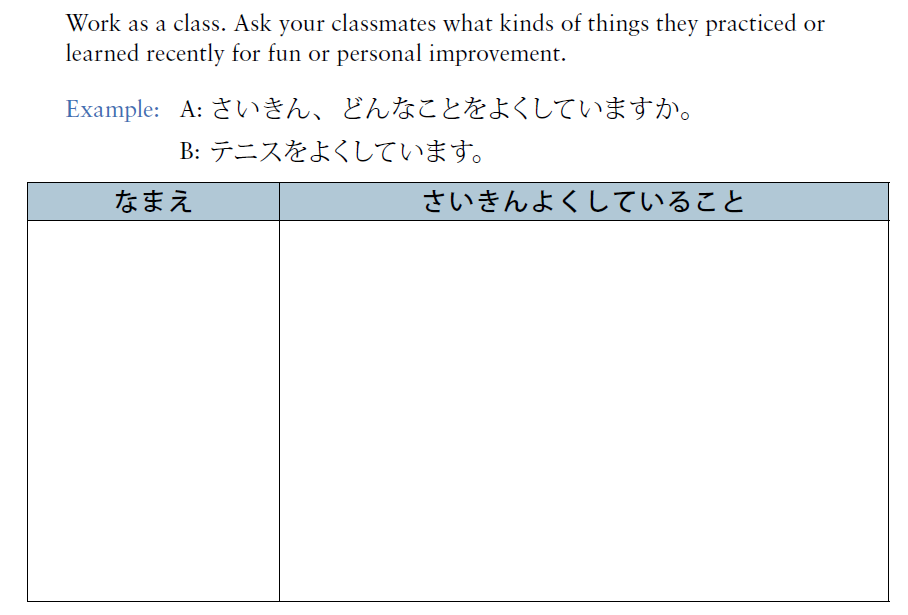 Work as a class. Ask your classmates what kinds of things they practiced or
learned recently for fun or personal improvement.
Example: A: さいきん、どんなことをよくしていますか。
B: テニスをよくしています。
なまえ さいきんよくしていること